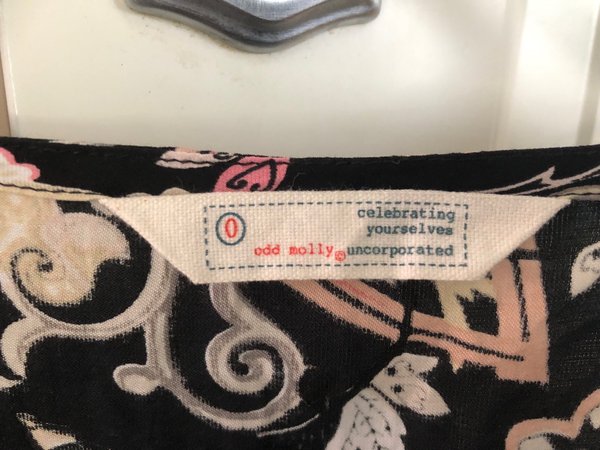 0 celebrating
yourselves
odd molly© uncorporated